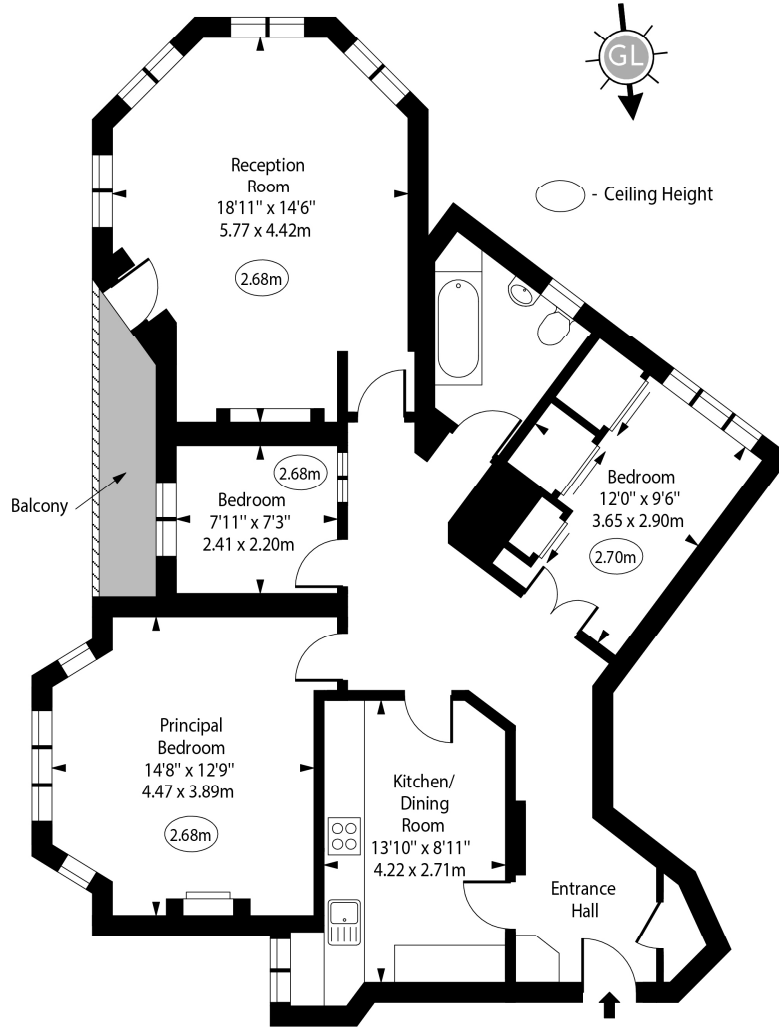 GL
- Ceiling Height
Reception
Room
18'11" x 14'6"
5.77 x 4.42m
2.68m
Balcony
2.68m
Bedroom
7'11" x 7'3"
2.41 x 2.20m
Bedroom
12'0" x 9'6"
3.65 x 2.90m
2.70m
Principal
Bedroom
14'8" x 12'9"
4.47 x 3.89m
2.68m
Kitchen/
Dining
Room
13'10" x 8'11"
4.22 x 2.71m
Entrance
Hall